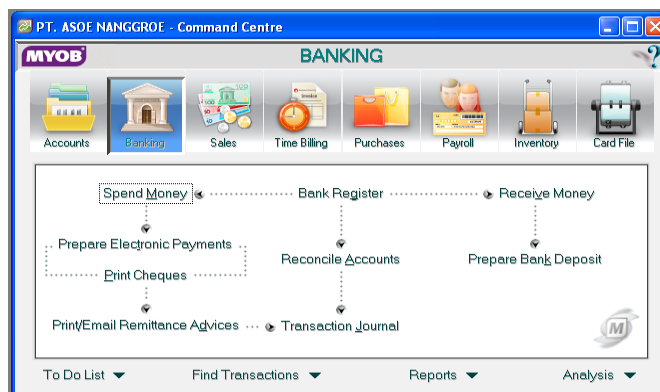 PT. ASOE NANGGROE - Command Centre
MYOB BANKING
Accounts Banking Sales Time Billing Purchases Payroll Inventory Card File
Spend Money Bank Register Receive Money
Prepare Electronic Payments
Reconcile Accounts Prepare Bank Deposit
Print Cheques
Print/Email Remittance Advices Transaction Journal
To Do List Find Transactions Reports Analysis